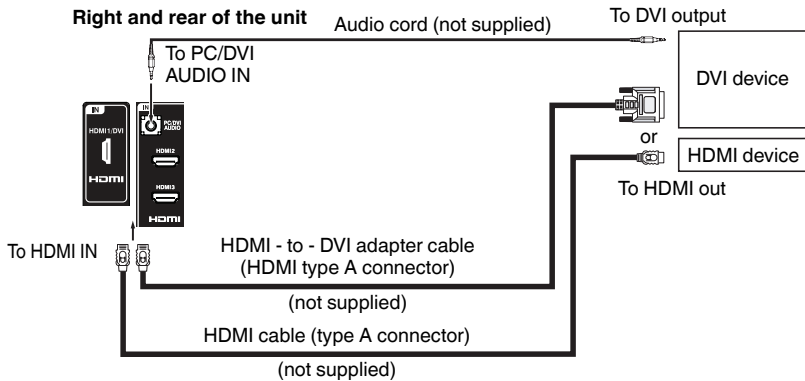 Right and rear of the unit
Audio cord (not supplied)
To DVI output
To PC/DVI
AUDIO IN
DVI device
IN
HDMI1/DVI
HDMI
IN
PC/DVI
AUDIO
HDMI2
HDMI3
HDMI
or
HDMI device
To HDMI out
To HDMI IN
HDMI - to - DVI adapter cable
(HDMI type A connector)
(not supplied)
HDMI cable (type A connector)
(not supplied)